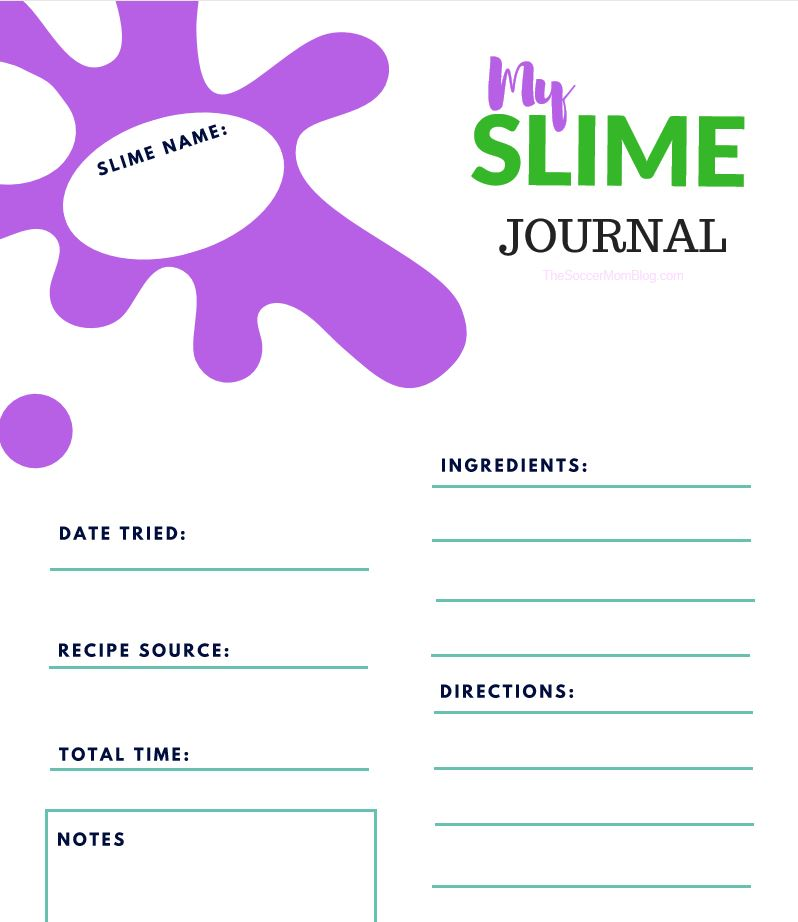 SLIME NAME:
My
SLIME
JOURNAL
TheSoccerMomBlog.com
DATE TRIED:
RECIPE SOURCE:
TOTAL TIME:
NOTES
INGREDIENTS:
DIRECTIONS: